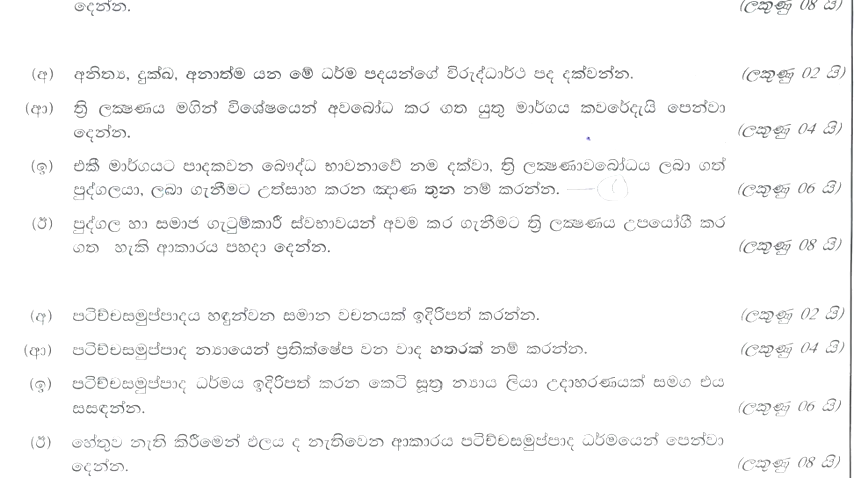 දෙන්න. (ලකුණු 08 යි)
(අ) අනිත්‍ය, දුක්ඛ, අනාත්ම යන මේ ධර්ම පදයන්ගේ විරුද්ධාර්ථ පද දක්වන්න. (ලකුණු 02 යි)
(ආ) ත්‍රි ලක්‍ෂණය මගින් විශේෂයෙන් අවබෝධ කර ගත යුතු මාර්ගය කවරේදැයි පෙන්වා
දෙන්න. (ලකුණු 04 යි)
(ඉ) එකී මාර්ගයට පාදකවන බෞද්ධ භාවනාවේ නම දක්වා, ත්‍රි ලක්‍ෂණාවබෝධය ලබා ගත්
පුද්ගලයා, ලබා ගැනීමට උත්සාහ කරන ඤාණ තුන නම් කරන්න. (ලකුණු 06 යි)
(ඊ) පුද්ගල හා සමාජ ගැටුම්කාරී ස්වභාවයන් අවම කර ගැනීමට ත්‍රි ලක්‍ෂණය උපයෝගී කර
ගත හැකි ආකාරය පහදා දෙන්න. (ලකුණු 08 යි)
(අ) පටිච්චසමුප්පාදය හඳුන්වන සමාන වචනයක් ඉදිරිපත් කරන්න. (ලකුණු 02 යි)
(ආ) පටිච්චසමුප්පාද න්‍යායෙන් ප්‍රතික්ෂේප වන වාද හතරක් නම් කරන්න. (ලකුණු 04 යි)
(ඉ) පටිච්චසමුප්පාද ධර්මය ඉදිරිපත් කරන කෙටි සූත්‍ර න්‍යාය ලියා උදාහරණයක් සමග එය
සසඳන්න. (ලකුණු 06 යි)
(ඊ) හේතුව නැති කිරීමෙන් ඵලය ද නැතිවෙන ආකාරය පටිච්චසමුප්පාද ධර්මයෙන් පෙන්වා
දෙන්න. (ලකුණු 08 යි)